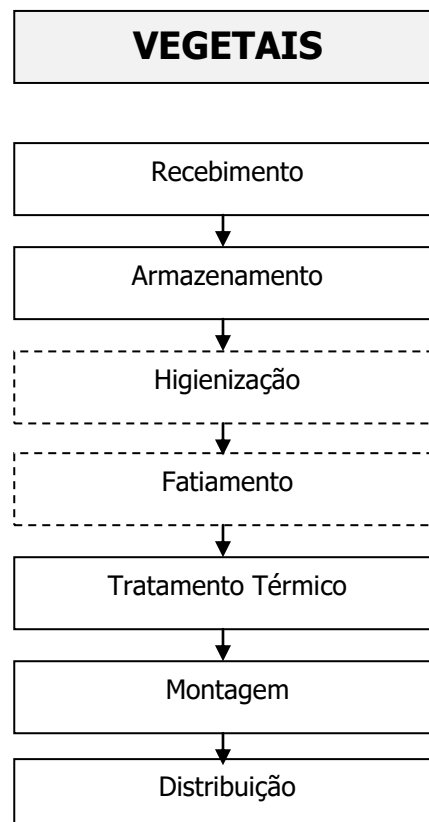 VEGETAIS
Recebimento
Armazenamento
Higienização
Fatiamento
Tratamento Térmico
Montagem
Distribuição